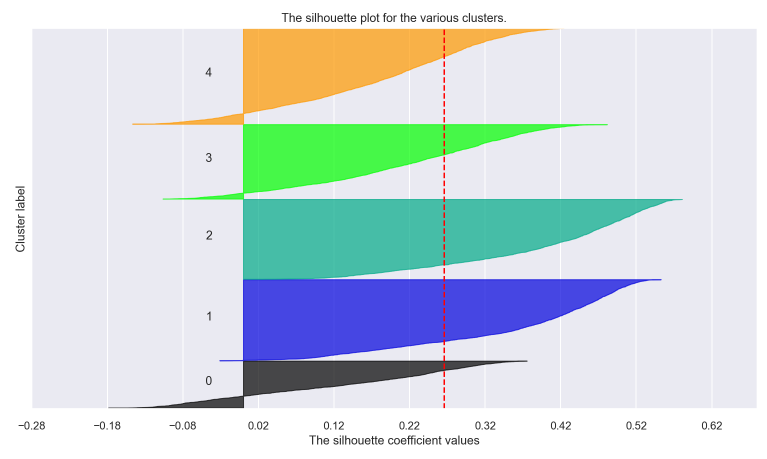 The silhouette plot for the various clusters.
Cluster label
4
3
2
1
0
−0.28 −0.18 −0.08 0.02 0.12 0.22 0.32 0.42 0.52 0.62
The silhouette coefficient values